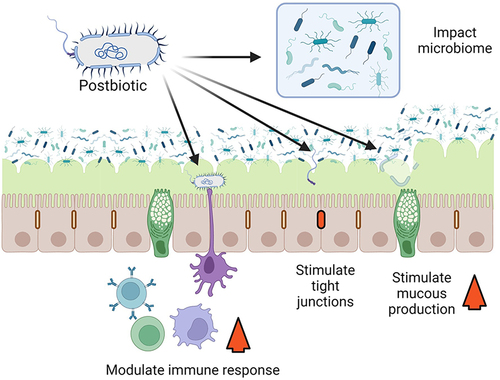 Impact
microbiome
Postbiotic
Stimulate
tight
junctions
Stimulate
mucous
production
Modulate immune response